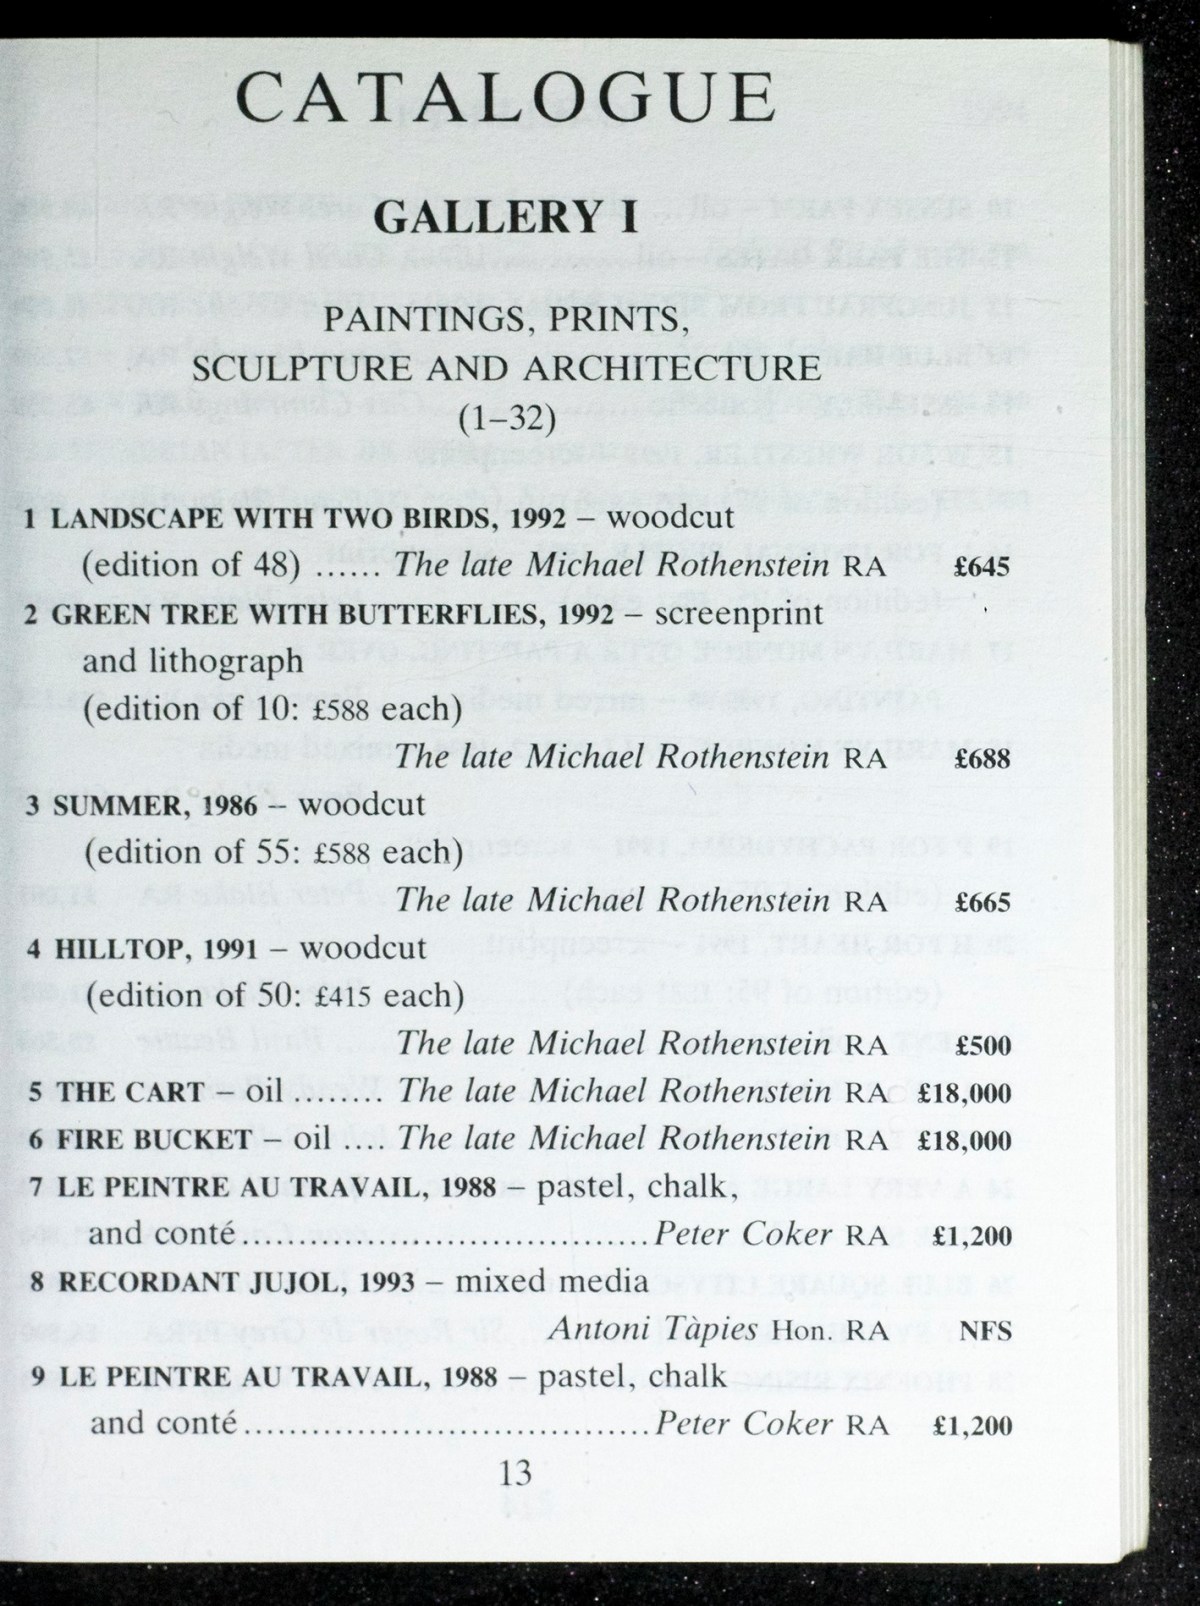 CATALOGUE
GALLERY I
PAINTINGS, PRINTS,
SCULPTURE AND ARCHITECTURE
(1–32)
1 LANDSCAPE WITH TWO BIRDS, 1992 – woodcut
(edition of 48) ...... The late Michael Rothenstein RA £645
2 GREEN TREE WITH BUTTERFLIES, 1992 – screenprint
and lithograph
(edition of 10: £588 each)
The late Michael Rothenstein RA £688
3 SUMMER, 1986 – woodcut
(edition of 55: £588 each)
The late Michael Rothenstein RA £665
4 HILLTOP, 1991 – woodcut
(edition of 50: £415 each)
The late Michael Rothenstein RA £500
5 THE CART – oil ....... The late Michael Rothenstein RA £18,000
6 FIRE BUCKET – oil .... The late Michael Rothenstein RA £18,000
7 LE PEINTRE AU TRAVAIL, 1988 – pastel, chalk,
and conté.................................... Peter Coker RA £1,200
8 RECORDANT JUJOL, 1993 – mixed media
Antoni Tàpies Hon. RA NFS
9 LE PEINTRE AU TRAVAIL, 1988 – pastel, chalk
and conté.................................... Peter Coker RA £1,200
13